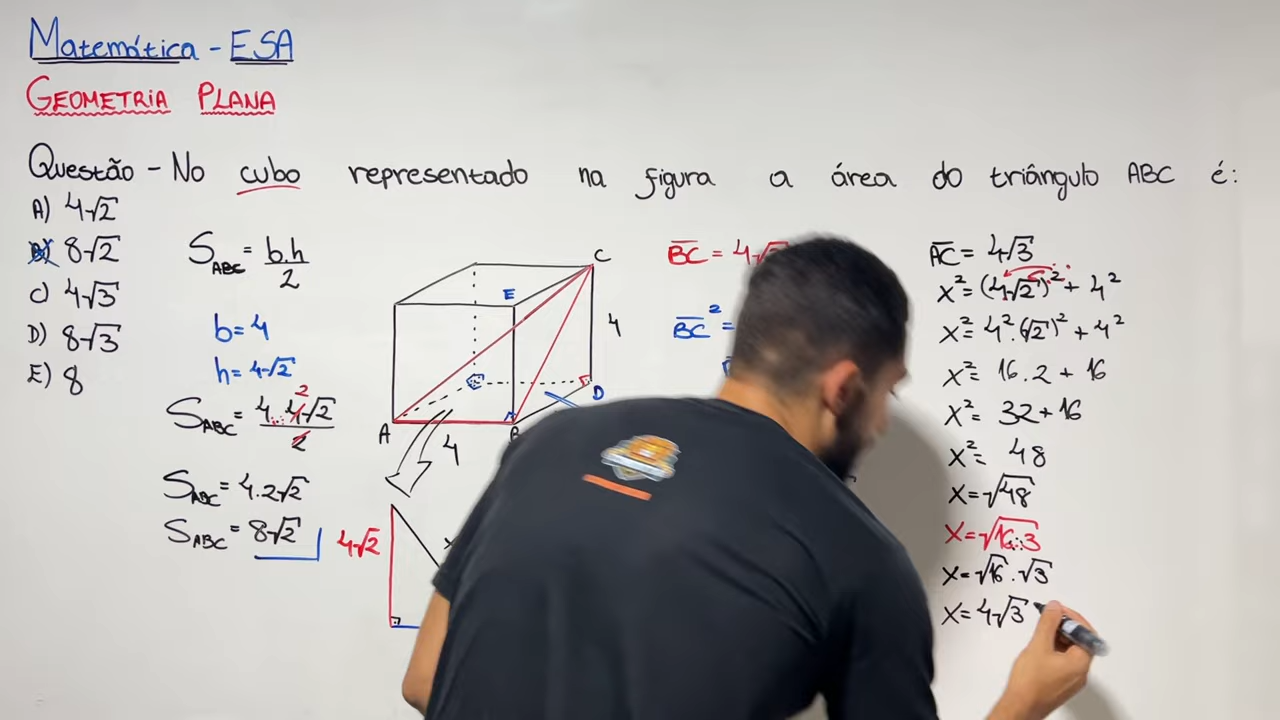 Matemática - ESA
GEOMETRIA PLANA
Questão - No cubo representado na figura a área do triângulo ABC é:
A) 4√2
B) 8√2
C) 4√3
D) 8√3
E) 8
S_ABC = b.h/2
b = 4
h = 4√2
S_ABC = 4.4√2/2
2
S_ABC = 4.2√2
S_ABC = 8√2
C
E
4
D
A
B
4
4√2
x
BC = 4√
BC² =
AC = 4√3
x² = (4√2)² + 4²
x² = 4².(√2)² + 4²
x² = 16.2 + 16
x² = 32 + 16
x² = 48
x = √48
x = √16.3
x = √16 . √3
x = 4√3